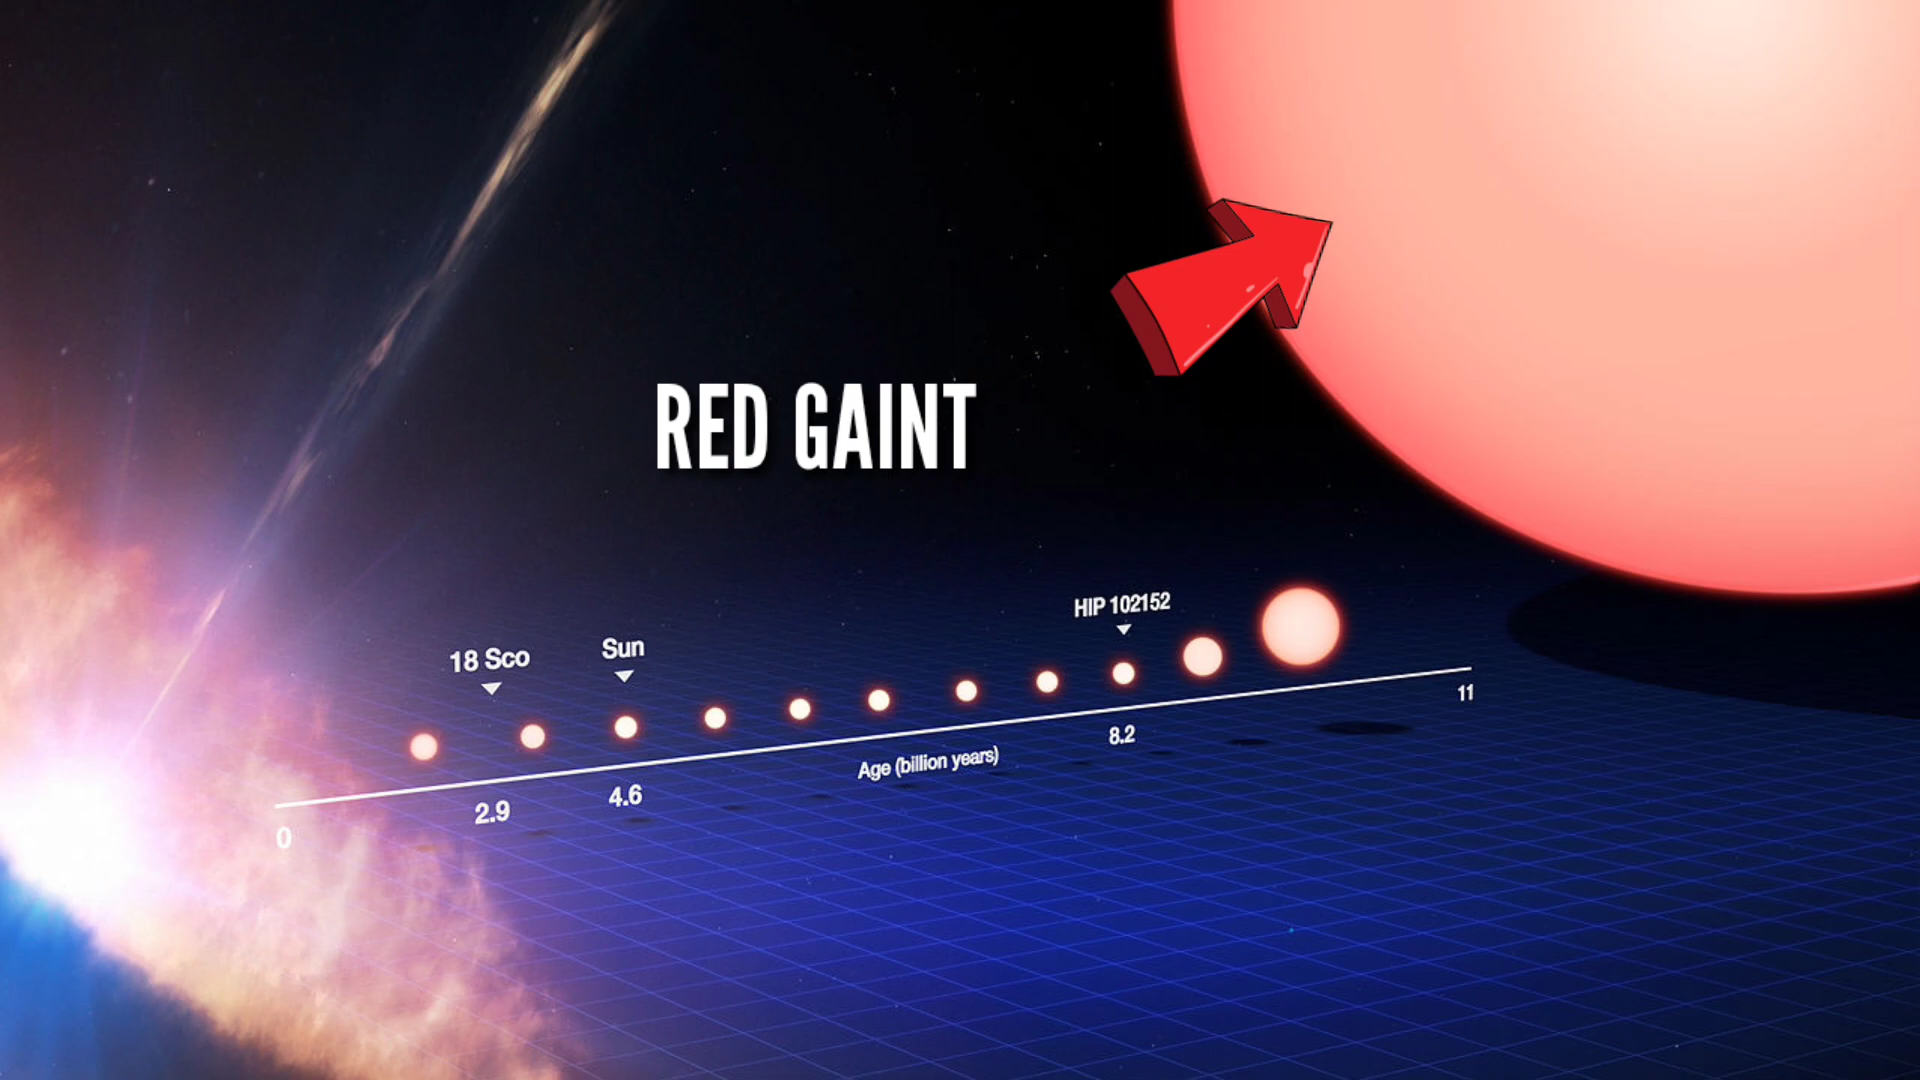 RED GAINT
HIP 102152
18 Sco
Sun
11
8.2
Age (billion years)
4.6
2.9
0